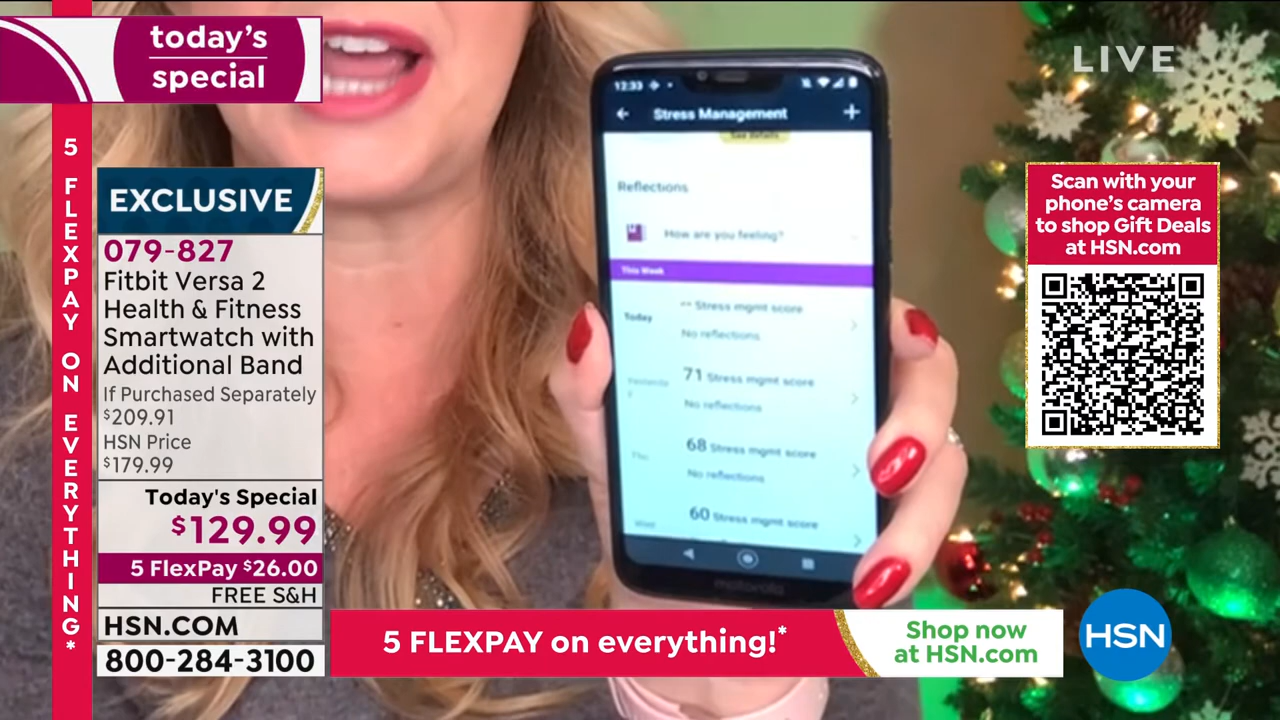 today's
special
LIVE
5 FLEXPAY ON EVERYTHING*
EXCLUSIVE
079-827
Fitbit Versa 2
Health & Fitness
Smartwatch with
Additional Band
If Purchased Separately
$209.91
HSN Price
$179.99
Today's Special
$129.99
5 FlexPay $26.00
FREE S&H
HSN.COM
800-284-3100
12:33
Stress Management
See details
Reflections
How are you feeling?
This Week
Today
-- Stress mgmt score
No reflections
71 Stress mgmt score
No reflections
Thu
68 Stress mgmt score
No reflections
Wed
60 Stress mgmt score
motorola
Scan with your
phone's camera
to shop Gift Deals
at HSN.com
5 FLEXPAY on everything!*
Shop now
at HSN.com
HSN